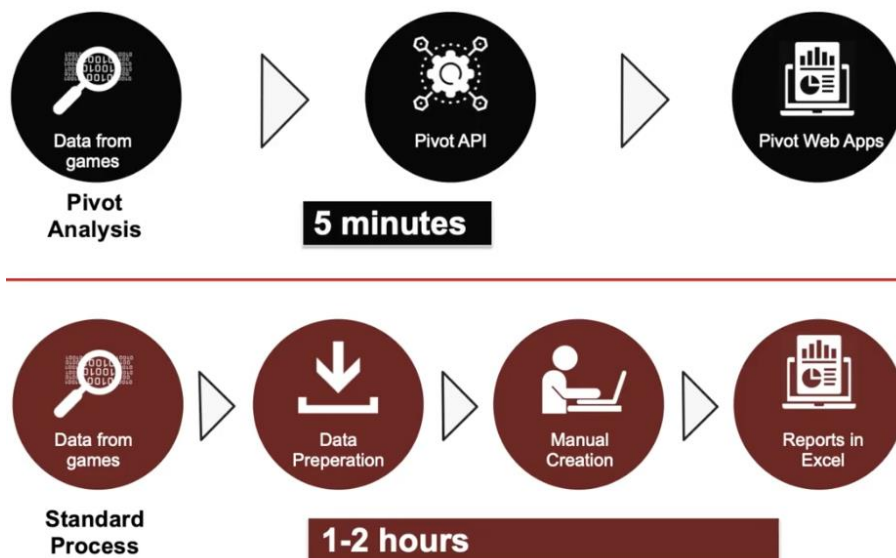 Data from
games
Pivot API
Pivot Web Apps
Pivot
Analysis
5 minutes
Data from
games
Data
Preperation
Manual
Creation
Reports in
Excel
Standard
Process
1-2 hours